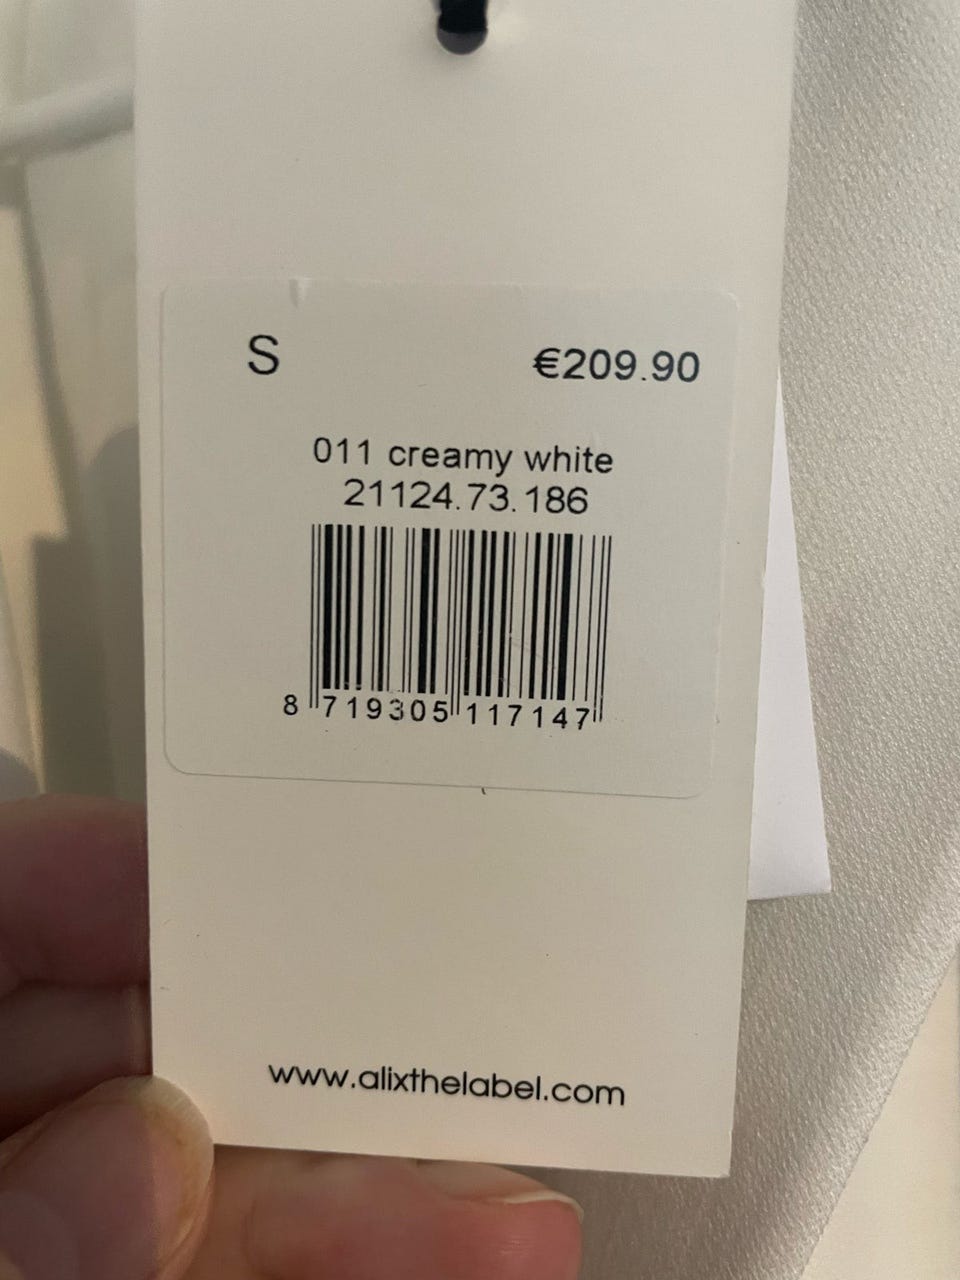 S €209.90
011 creamy white
21124.73.186
8 719305 117147
www.alixthelabel.com